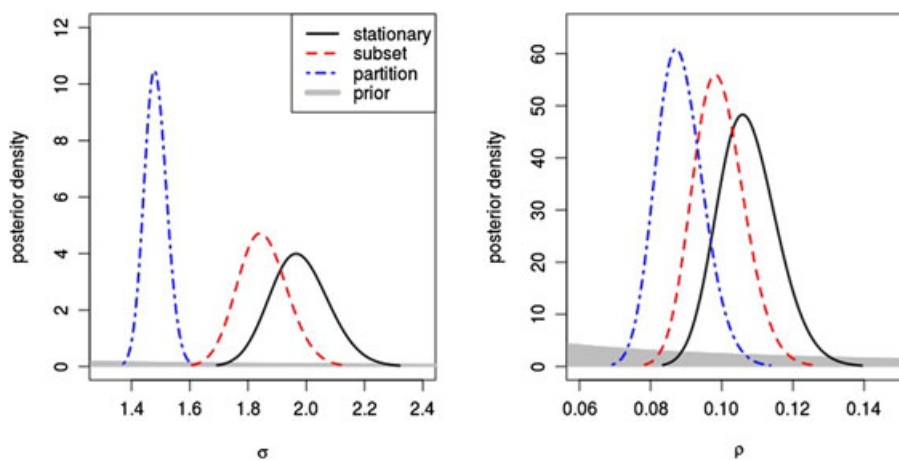 stationary
subset
partition
prior
posterior density
0 2 4 6 8 10 12
1.4 1.6 1.8 2.0 2.2 2.4
σ
posterior density
0 10 20 30 40 50 60
0.06 0.08 0.10 0.12 0.14
ρ